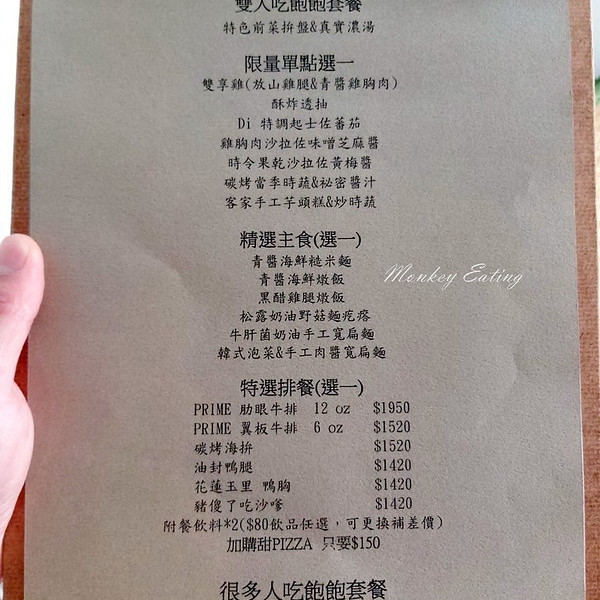 雙人吃飽飽套餐
特色前菜拚盤&真實濃湯
限量單點選一
雙享雞(放山雞腿&青醬雞胸肉)
酥炸透抽
Di 特調起士佐蕃茄
雞胸肉沙拉佐味噌芝麻醬
時令果乾沙拉佐黃梅醬
碳烤當季時蔬&祕密醬汁
客家手工芋頭糕&炒時蔬
精選主食(選一)
青醬海鮮糙米麵
青醬海鮮燉飯
黑醋雞腿燉飯
松露奶油野菇麵疙瘩
牛肝菌奶油手工寬扁麵
韓式泡菜&手工肉醬寬扁麵
Monkey Eating
特選排餐(選一)
PRIME 肋眼牛排 12 oz $1950
PRIME 翼板牛排 6 oz $1520
碳烤海拚 $1520
油封鴨腿 $1420
花蓮玉里 鴨胸 $1420
豬傻了吃沙嗲 $1420
附餐飲料*2($80飲品任選，可更換補差價)
加購甜PIZZA 只要$150
很多人吃飽飽套餐